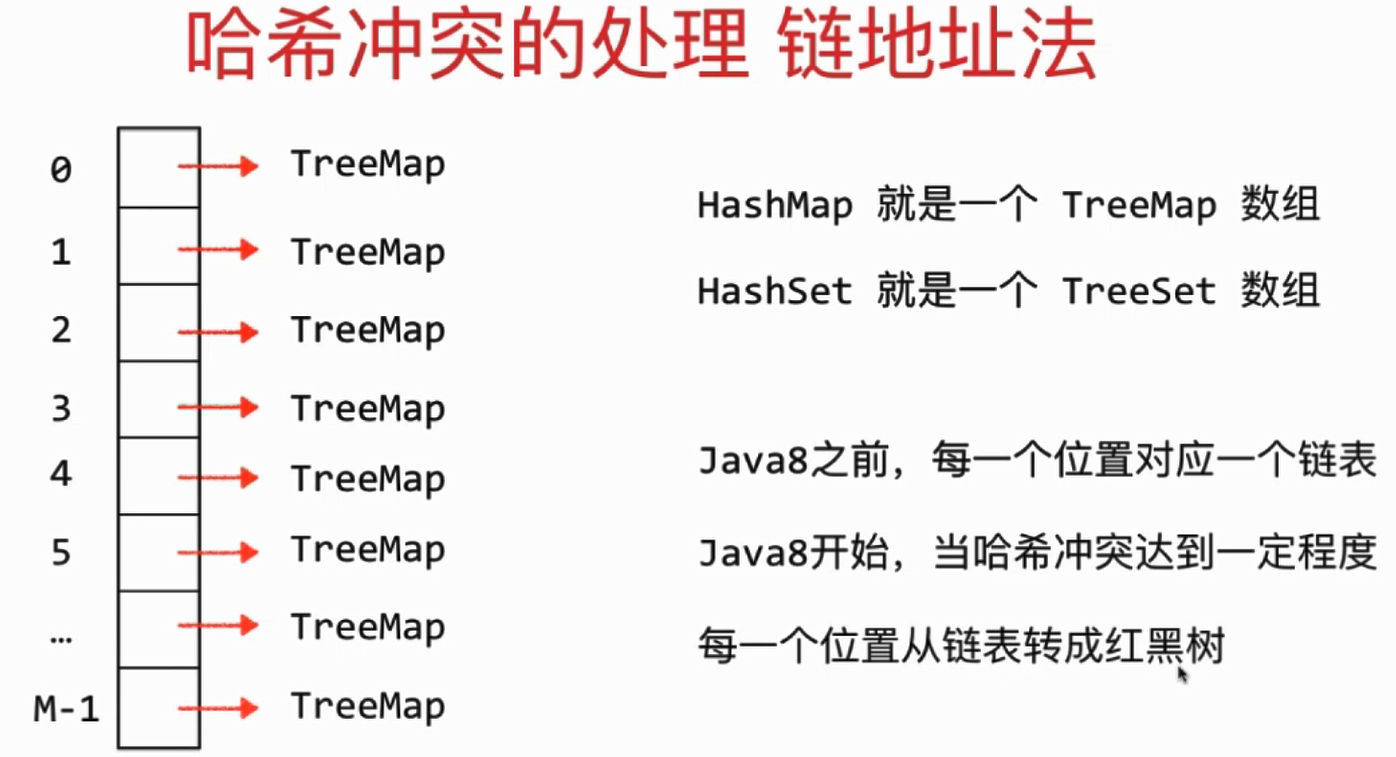 哈希冲突的处理 链地址法
0 TreeMap
1 TreeMap
2 TreeMap
3 TreeMap
4 TreeMap
5 TreeMap
… TreeMap
M-1 TreeMap
HashMap 就是一个 TreeMap 数组
HashSet 就是一个 TreeSet 数组
Java8之前，每一个位置对应一个链表
Java8开始，当哈希冲突达到一定程度
每一个位置从链表转成红黑树